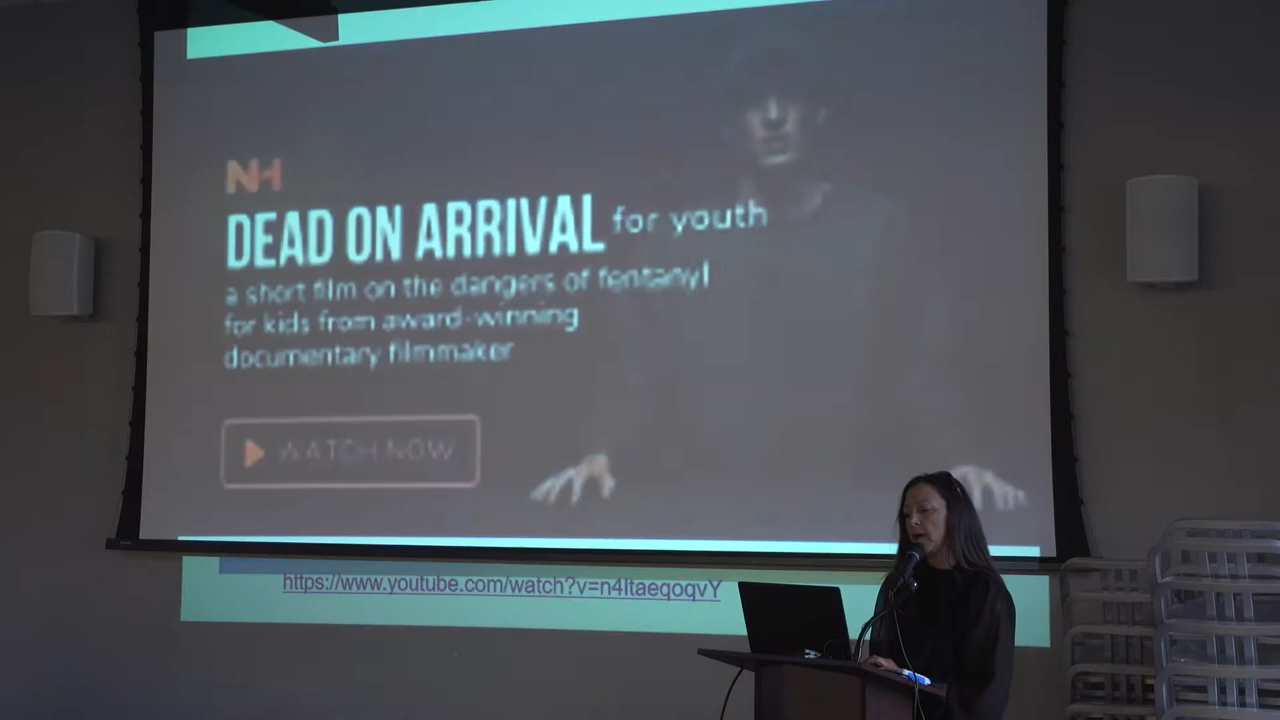 NH
DEAD ON ARRIVAL for youth
a short film on the dangers of fentanyl
for kids from award-winning
documentary filmmaker
WATCH NOW
https://www.youtube.com/watch?v=n4ltaeqoqvY